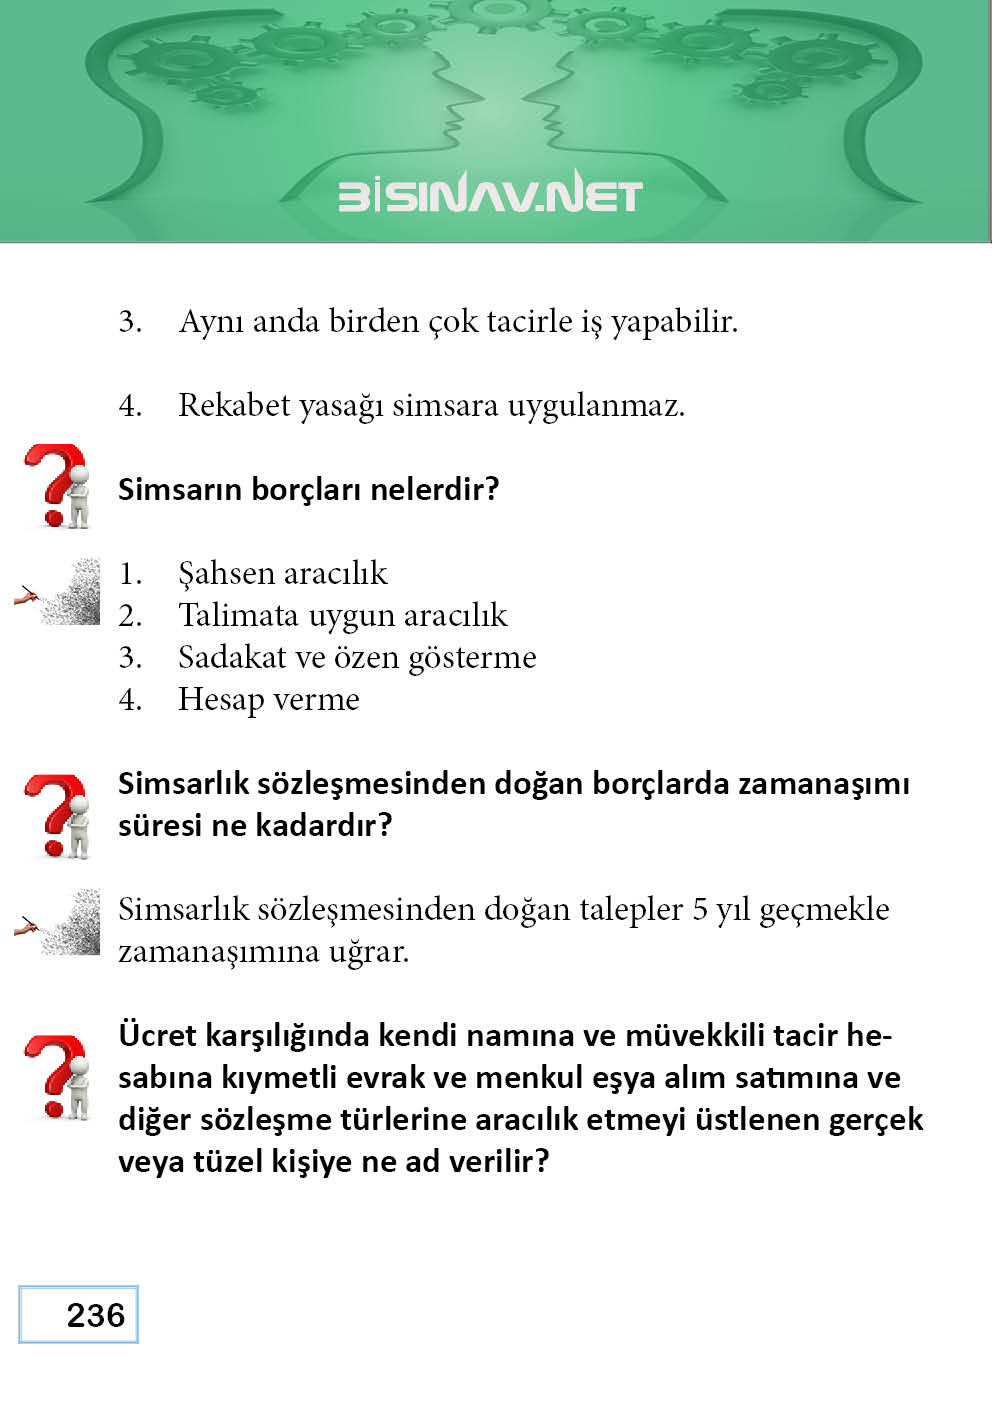 BİSINAV.NET
3. Aynı anda birden çok tacirle iş yapabilir.
4. Rekabet yasağı simsara uygulanmaz.
Simsarın borçları nelerdir?
1. Şahsen aracılık
2. Talimata uygun aracılık
3. Sadakat ve özen gösterme
4. Hesap verme
Simsarlık sözleşmesinden doğan borçlarda zamanaşımı
süresi ne kadardır?
Simsarlık sözleşmesinden doğan talepler 5 yıl geçmekle
zamanaşımına uğrar.
Ücret karşılığında kendi namına ve müvekkili tacir he-
sabına kıymetli evrak ve menkul eşya alım satımına ve
diğer sözleşme türlerine aracılık etmeyi üstlenen gerçek
veya tüzel kişiye ne ad verilir?
236